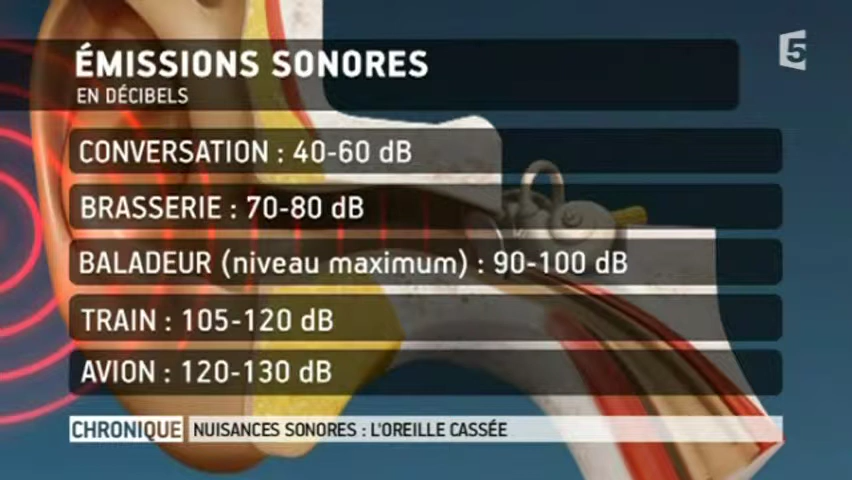 ÉMISSIONS SONORES
5
EN DÉCIBELS
CONVERSATION : 40-60 dB
BRASSERIE : 70-80 dB
BALADEUR (niveau maximum) : 90-100 dB
TRAIN : 105-120 dB
AVION : 120-130 dB
CHRONIQUE NUISANCES SONORES : L'OREILLE CASSÉE